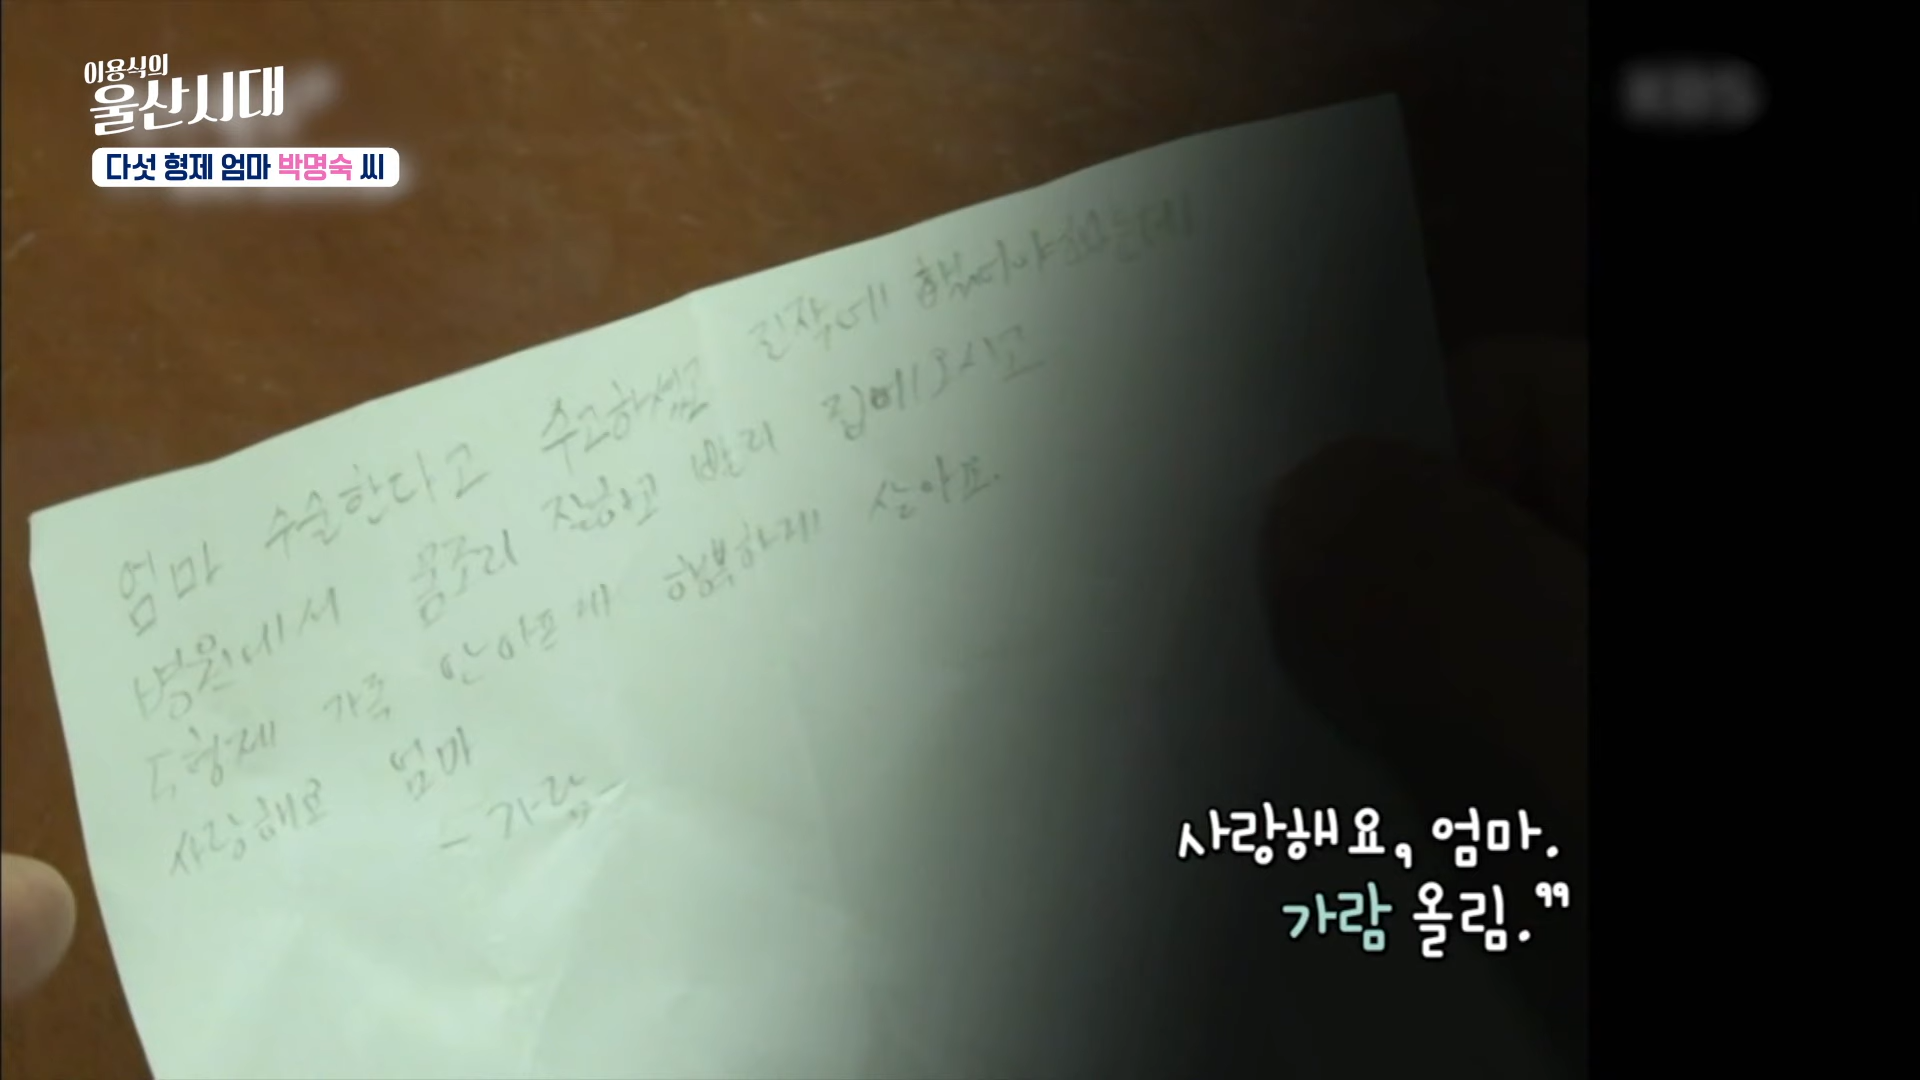 이용식의
울산시대
다섯 형제 엄마 박명숙 씨
KBS
엄마 수술한다고 수고하셨고 진작에 했어야 했는데
병원에서 몸조리 잘하고 빨리 집에 오시고
5형제 가족 안아프게 행복하게 살아요.
사랑해요 엄마
- 가람 -
사랑해요, 엄마.
가람 올림."